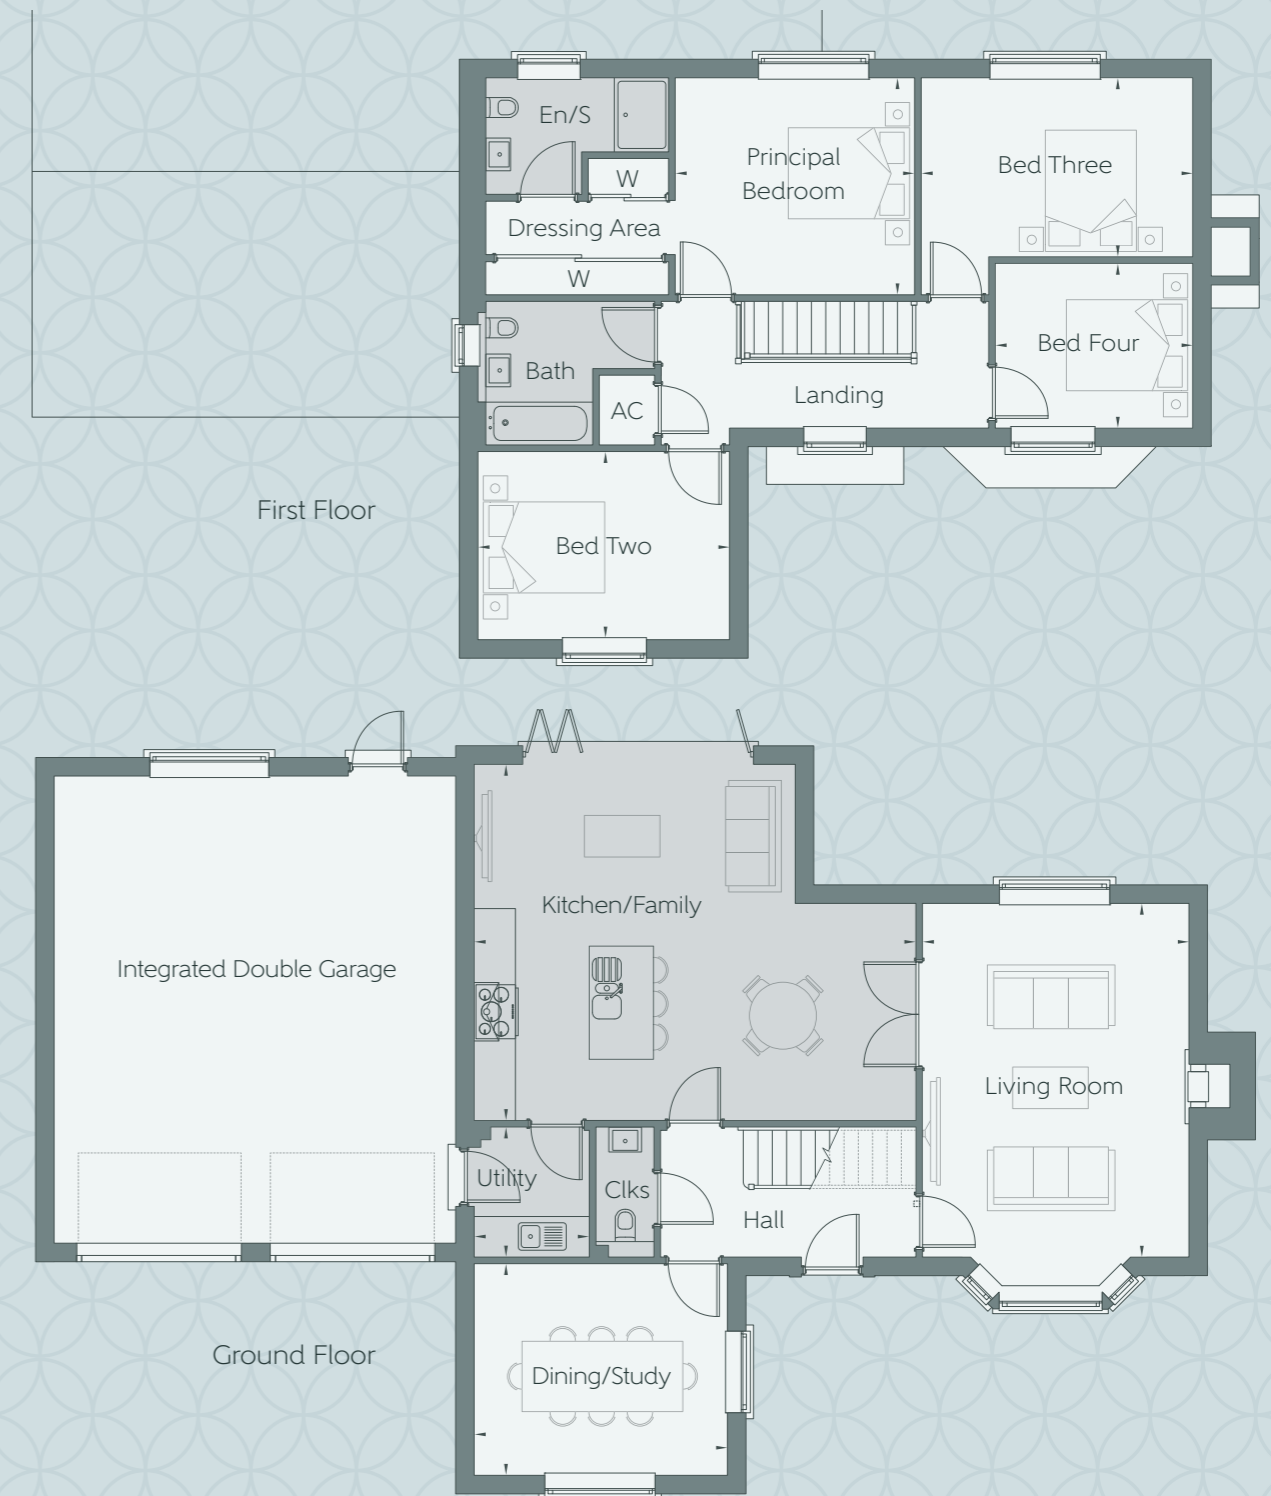 En/S
Principal
Bedroom
Bed Three
W
Dressing Area
W
Bed Four
Bath
Landing
AC
First Floor
Bed Two
Kitchen/Family
Integrated Double Garage
Living Room
Utility
Clks
Hall
Ground Floor
Dining/Study